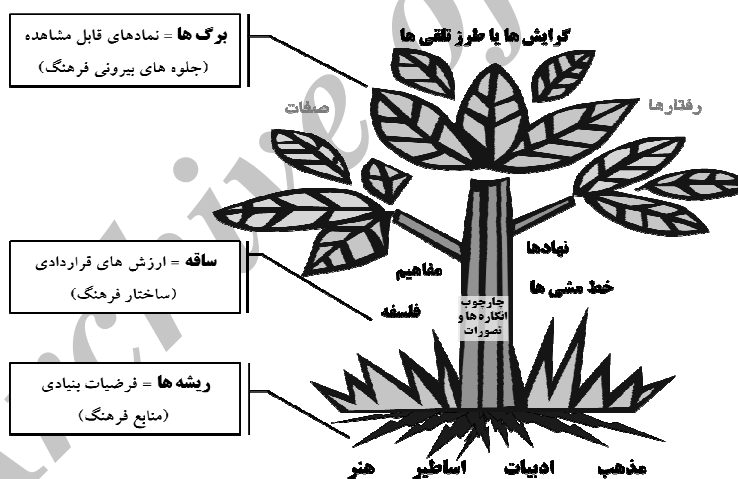 گرایش ها یا طرز تلقی ها
برگ ها = نمادهای قابل مشاهده
(جلوه های بیرونی فرهنگ)
رفتارها
صفات
ساقه = ارزش های قراردادی
(ساختار فرهنگ)
نهادها
مفاهیم
خط مشی ها
فلسفه
چارچوب
انگاره ها و
تصورات
ریشه ها = فرضیات بنیادی
(منابع فرهنگ)
مذهب
ادبیات
اساطیر
هنر
Archive of